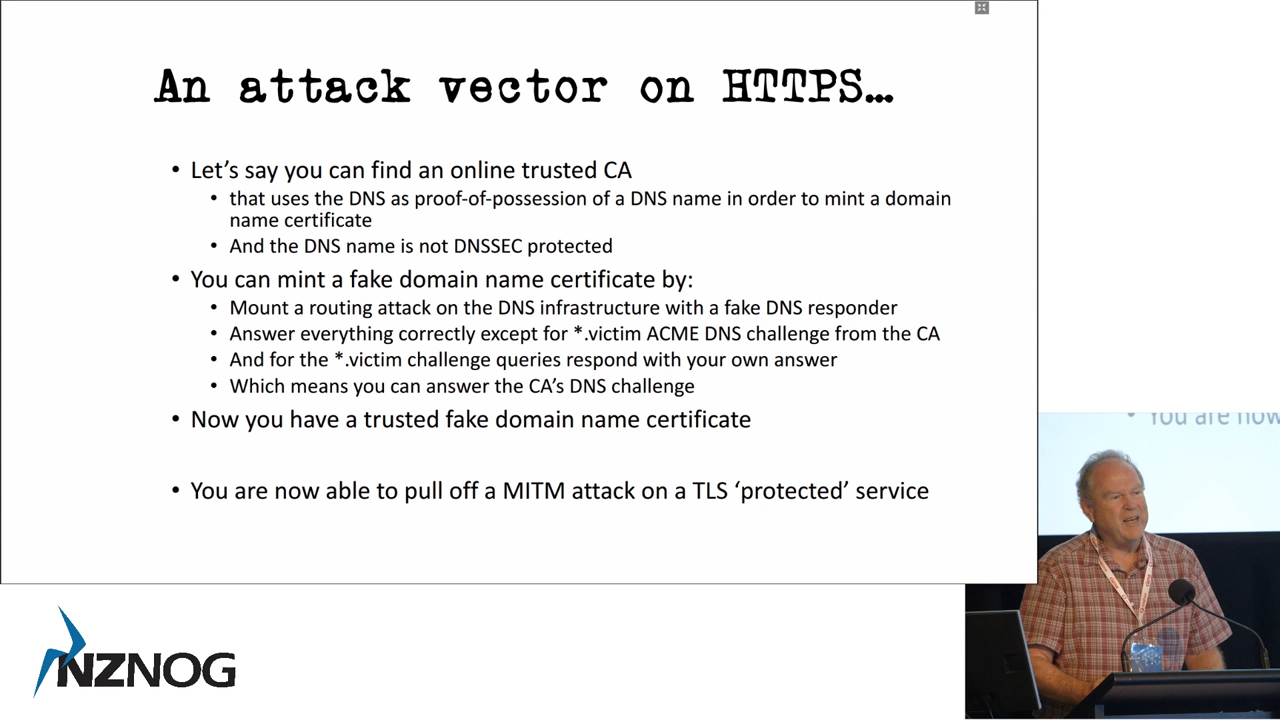 An attack vector on HTTPS…
• Let's say you can find an online trusted CA
• that uses the DNS as proof-of-possession of a DNS name in order to mint a domain
name certificate
• And the DNS name is not DNSSEC protected
• You can mint a fake domain name certificate by:
• Mount a routing attack on the DNS infrastructure with a fake DNS responder
• Answer everything correctly except for *.victim ACME DNS challenge from the CA
• And for the *.victim challenge queries respond with your own answer
• Which means you can answer the CA's DNS challenge
• Now you have a trusted fake domain name certificate
• You are now able to pull off a MITM attack on a TLS ‘protected’ service
• You are now
NZNOG